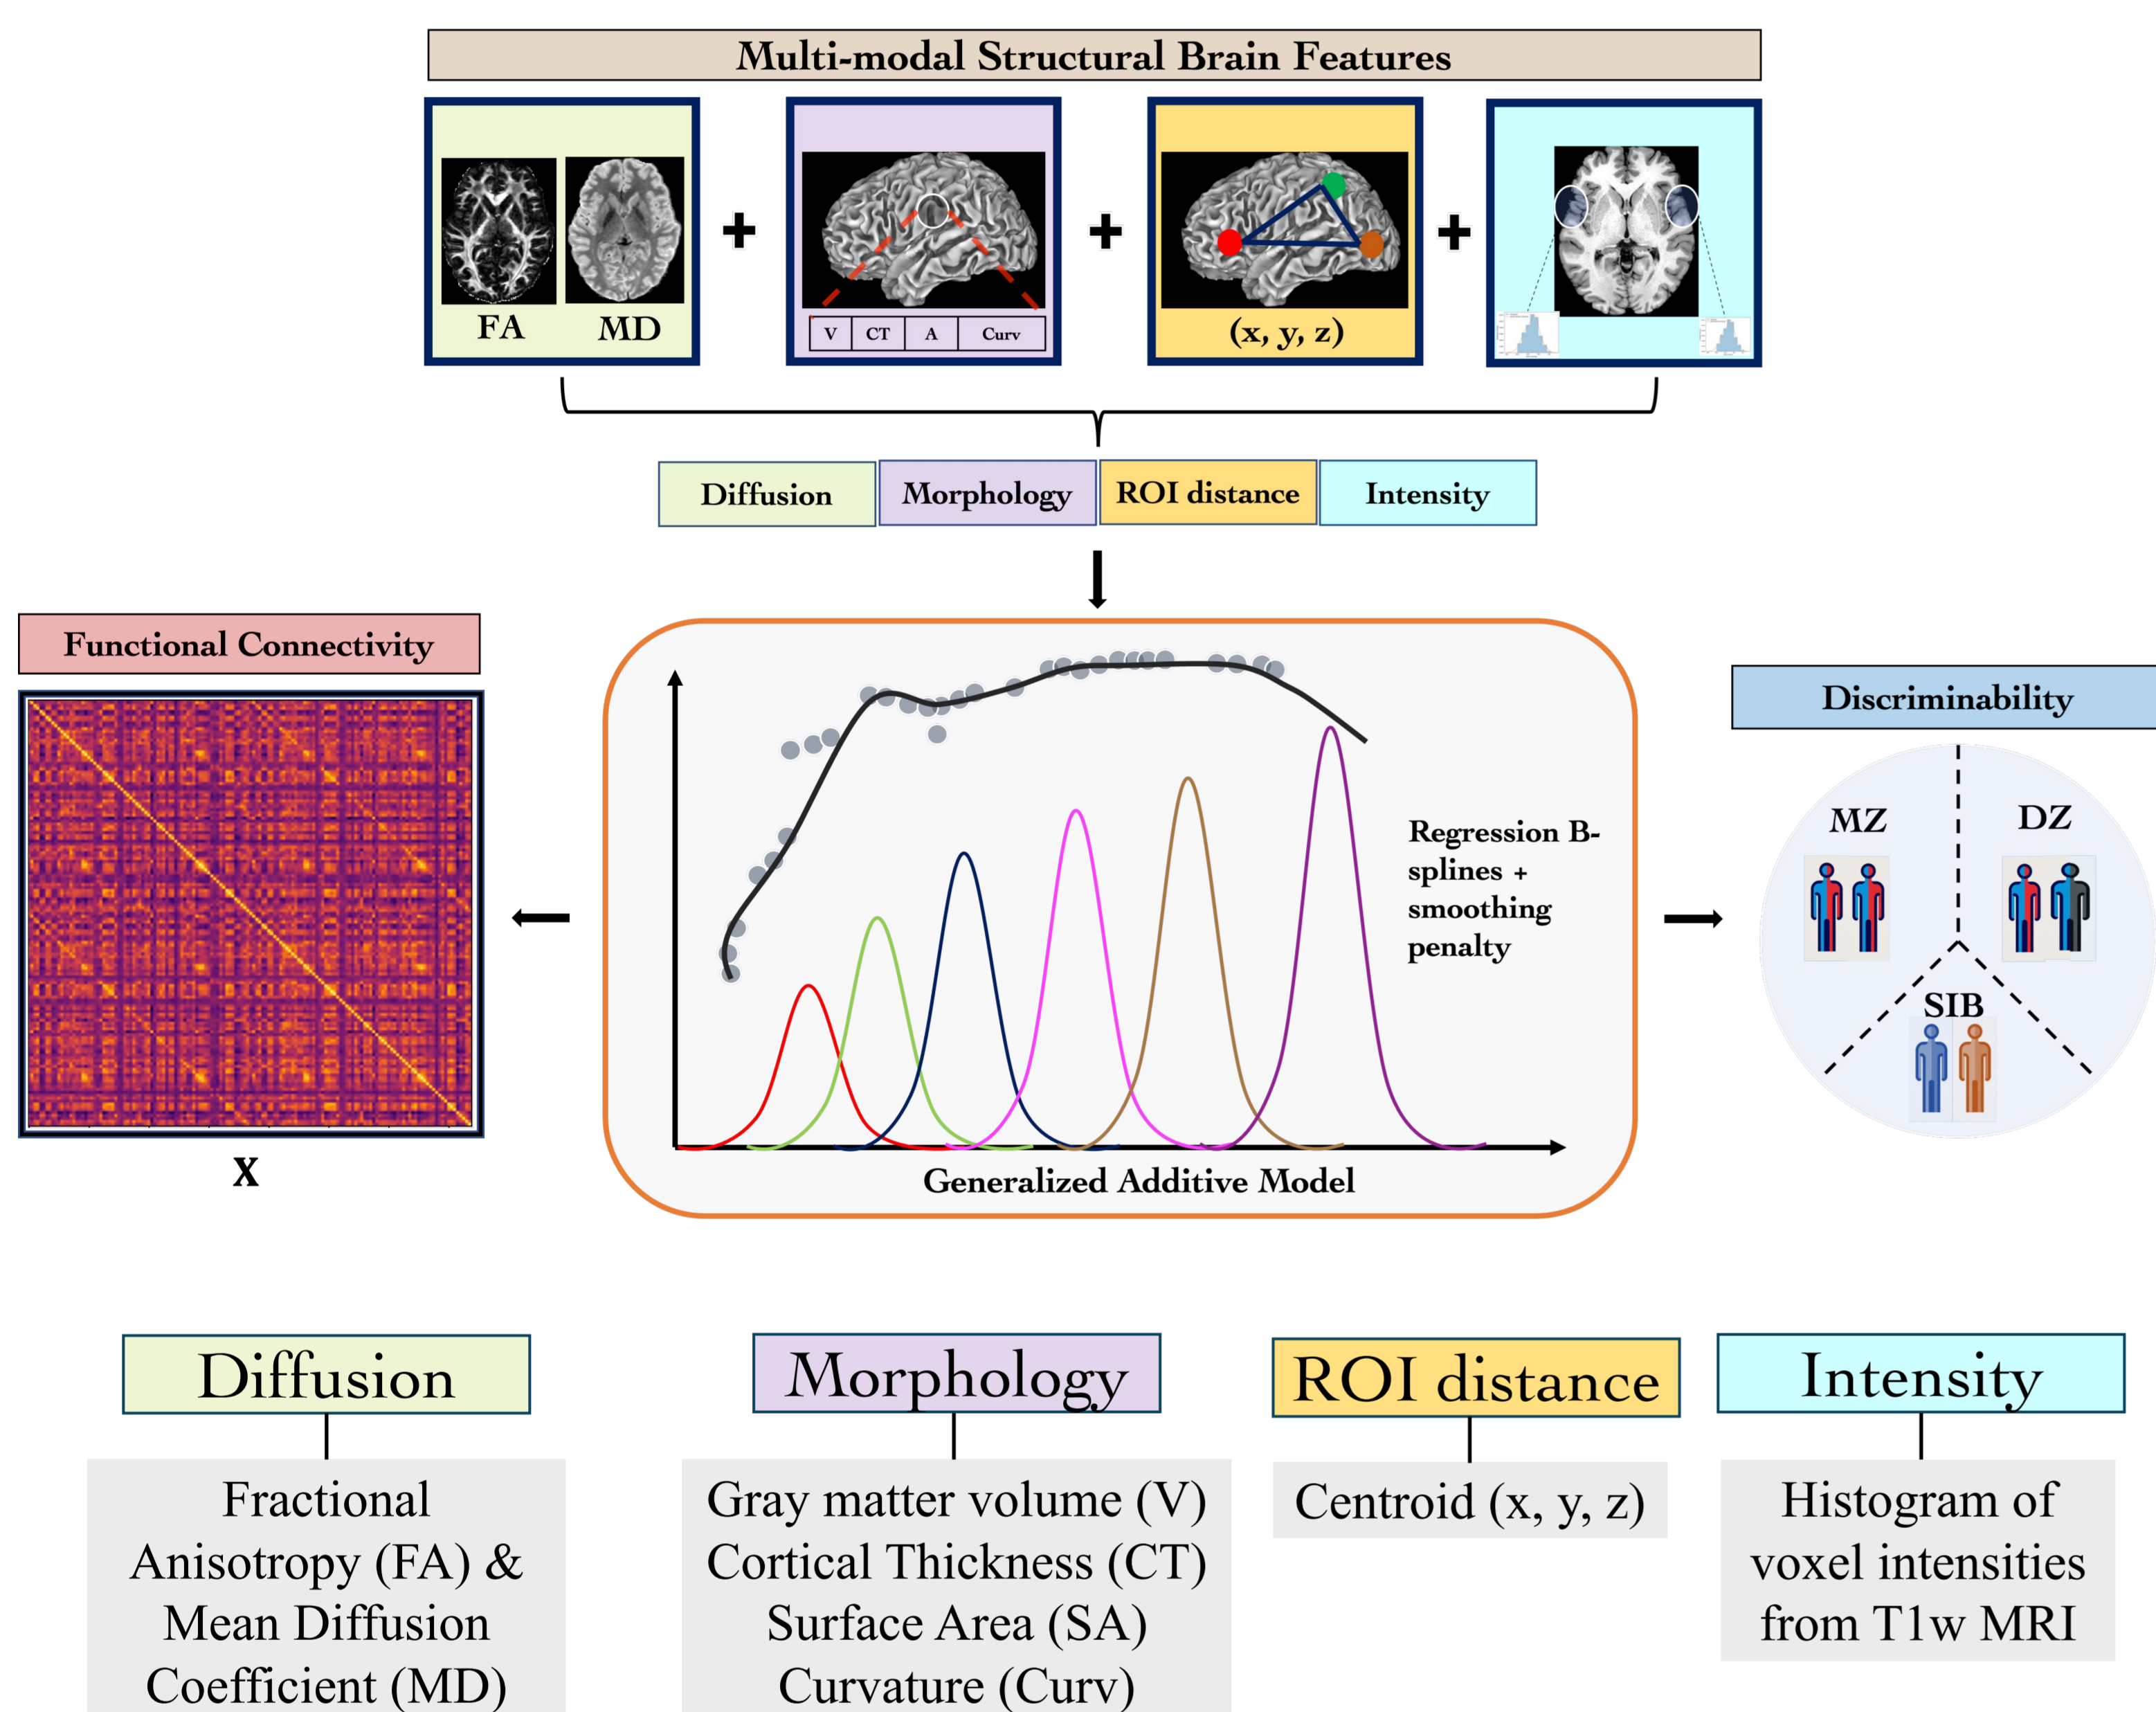 Multi-modal Structural Brain Features
FA MD
V CT A Curv
(x, y, z)
Diffusion Morphology ROI distance Intensity
Functional Connectivity
x
Regression B-
splines +
smoothing
penalty
Generalized Additive Model
Discriminability
MZ DZ
SIB
Diffusion
Fractional
Anisotropy (FA) &
Mean Diffusion
Coefficient (MD)
Morphology
Gray matter volume (V)
Cortical Thickness (CT)
Surface Area (SA)
Curvature (Curv)
ROI distance
Centroid (x, y, z)
Intensity
Histogram of
voxel intensities
from T1w MRI